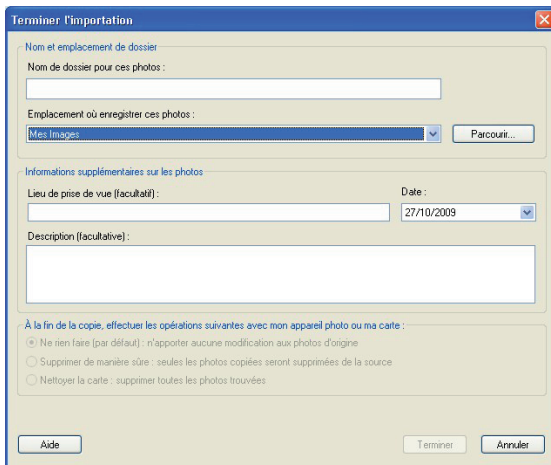 Terminer l'importation
Nom et emplacement de dossier
Nom de dossier pour ces photos :
Emplacement où enregistrer ces photos :
Mes Images
Parcourir...
Informations supplémentaires sur les photos
Lieu de prise de vue (facultatif) :
Date :
27/10/2009
Description (facultative) :
À la fin de la copie, effectuer les opérations suivantes avec mon appareil photo ou ma carte :
Ne rien faire (par défaut) : n'apporter aucune modification aux photos d'origine
Supprimer de manière sûre : seules les photos copiées seront supprimées de la source
Nettoyer la carte : supprimer toutes les photos trouvées
Aide
Terminer
Annuler